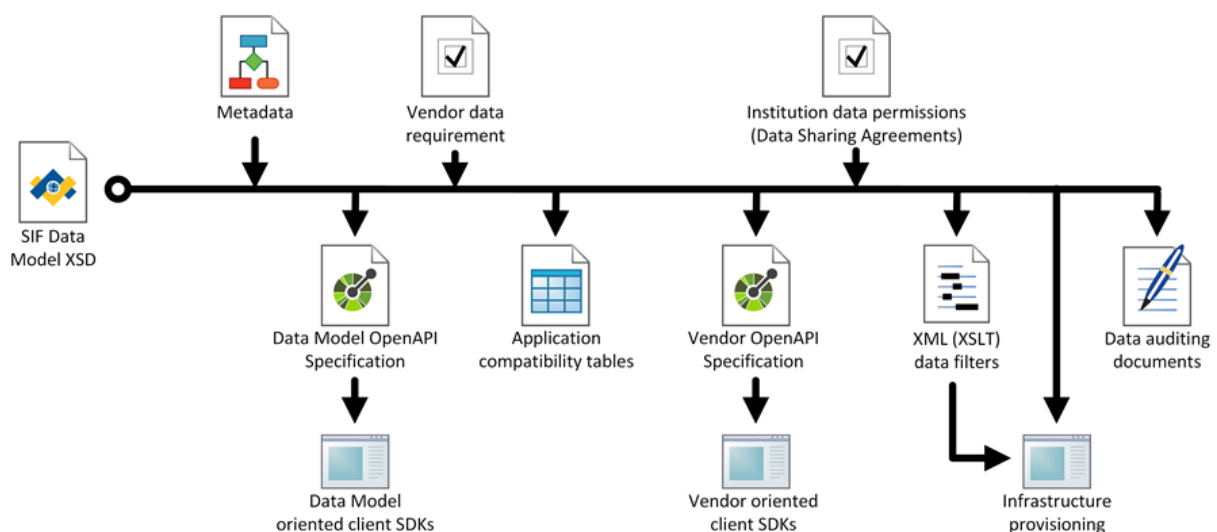 Metadata
Vendor data
requirement
Institution data permissions
(Data Sharing Agreements)
SIF Data
Model XSD
Data Model OpenAPI
Specification
Application
compatibility tables
Vendor OpenAPI
Specification
XML (XSLT)
data filters
Data auditing
documents
Data Model
oriented client SDKs
Vendor oriented
client SDKs
Infrastructure
provisioning